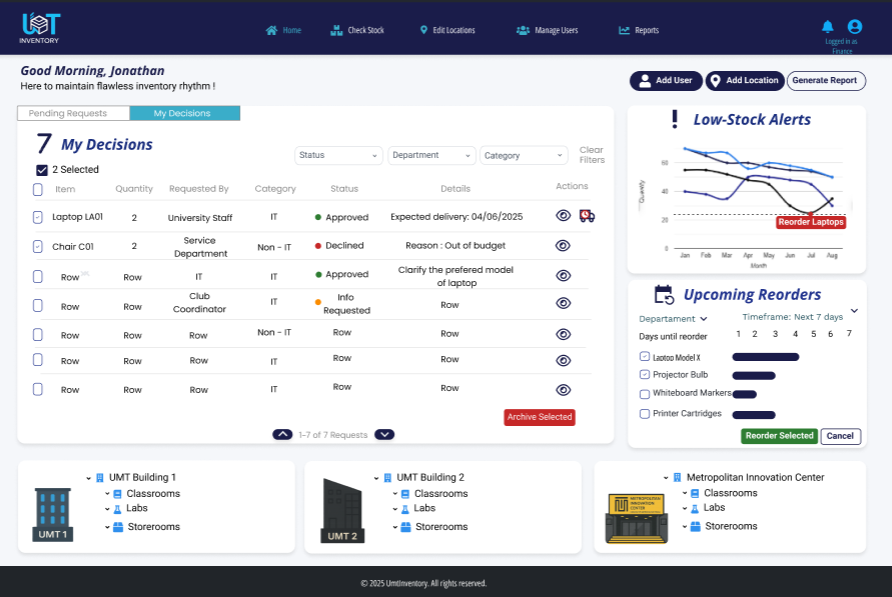 UMT
INVENTORY
Home
Check Stock
Edit Locations
Manage Users
Reports
Logged in as
Finance
Good Morning, Jonathan
Here to maintain flawless inventory rhythm !
Add User
Add Location
Generate Report
Pending Requests
My Decisions
7 My Decisions
Status
Department
Category
Clear
Filters
2 Selected
Item Quantity Requested By Category Status Details Actions
Laptop LA01 2 University Staff IT Approved Expected delivery: 04/06/2025
Chair C01 2 Service Department Non - IT Declined Reason : Out of budget
Row Row IT IT Approved Clarify the prefered model of laptop
Row Row Club Coordinator IT Info Requested Row
Row Row Row Non - IT Row Row
Row Row Row IT Row Row
Row Row Row IT Row Row
Archive Selected
1-7 of 7 Requests
! Low-Stock Alerts
Quantity
60
40
20
0
Reorder Laptops
Jan Feb Mar Apr May Jun Jul Aug
Month
Upcoming Reorders
Departament
Timeframe: Next 7 days
Days until reorder 1 2 3 4 5 6 7
Laptop Model X
Projector Bulb
Whiteboard Markers
Printer Cartridges
Reorder Selected
Cancel
UMT 1
UMT Building 1
Classrooms
Labs
Storerooms
UMT 2
UMT Building 2
Classrooms
Labs
Storerooms
METROPOLITAN
INNOVATION
CENTER
Metropolitan Innovation Center
Classrooms
Labs
Storerooms
© 2025 UmtInventory. All rights reserved.